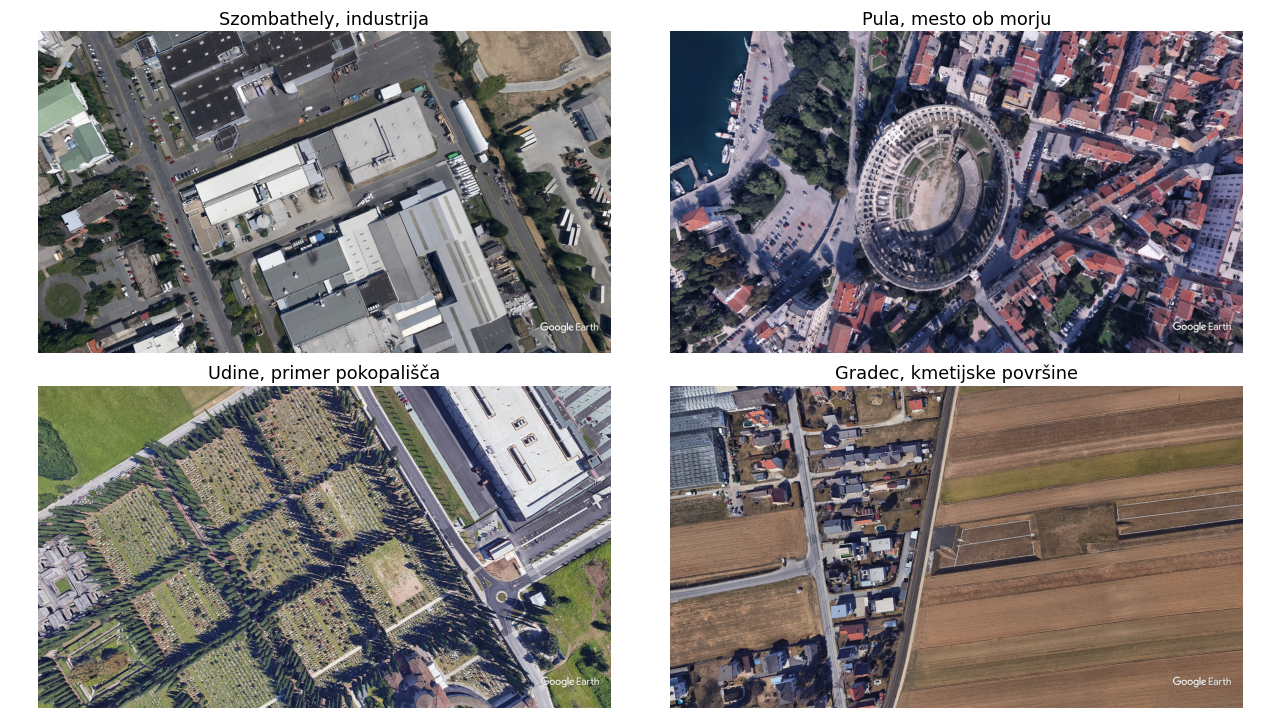 Szombathely, industrija
Pula, mesto ob morju
Google Earth
Google Earth
Udine, primer pokopališča
Gradec, kmetijske površine
Google Earth
Google Earth